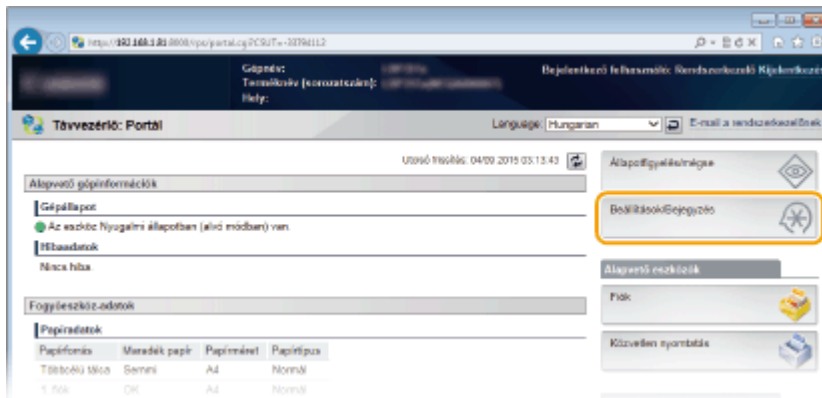 Gépnév:
Terméknév [sorozatszám]:
Hely:
Bejelentkező felhasználó: Rendszerkezelő Kijelentkezés
Távvezérlő: Portál
Language: Hungarian
E-mail a rendszerkezelőnek
Utolsó frissítés: 04/09 2015 03:13:43
Alapvető gépinformációk
Gépállapot
Az eszköz Nyugalmi állapotban (alvó módban) van.
Hibaadatok
Nincs hiba.
Fogyóeszköz-adatok
Papíradatok
Papírforrás Maradék papír Papírméret Papírtípus
Többcélú tálca Semmi A4 Normál
1. fiók OK A4 Normál
Állapotfigyelés/mégse
Beállítások/Bejegyzés
Alapvető eszközök
Fiók
Közvetlen nyomtatás